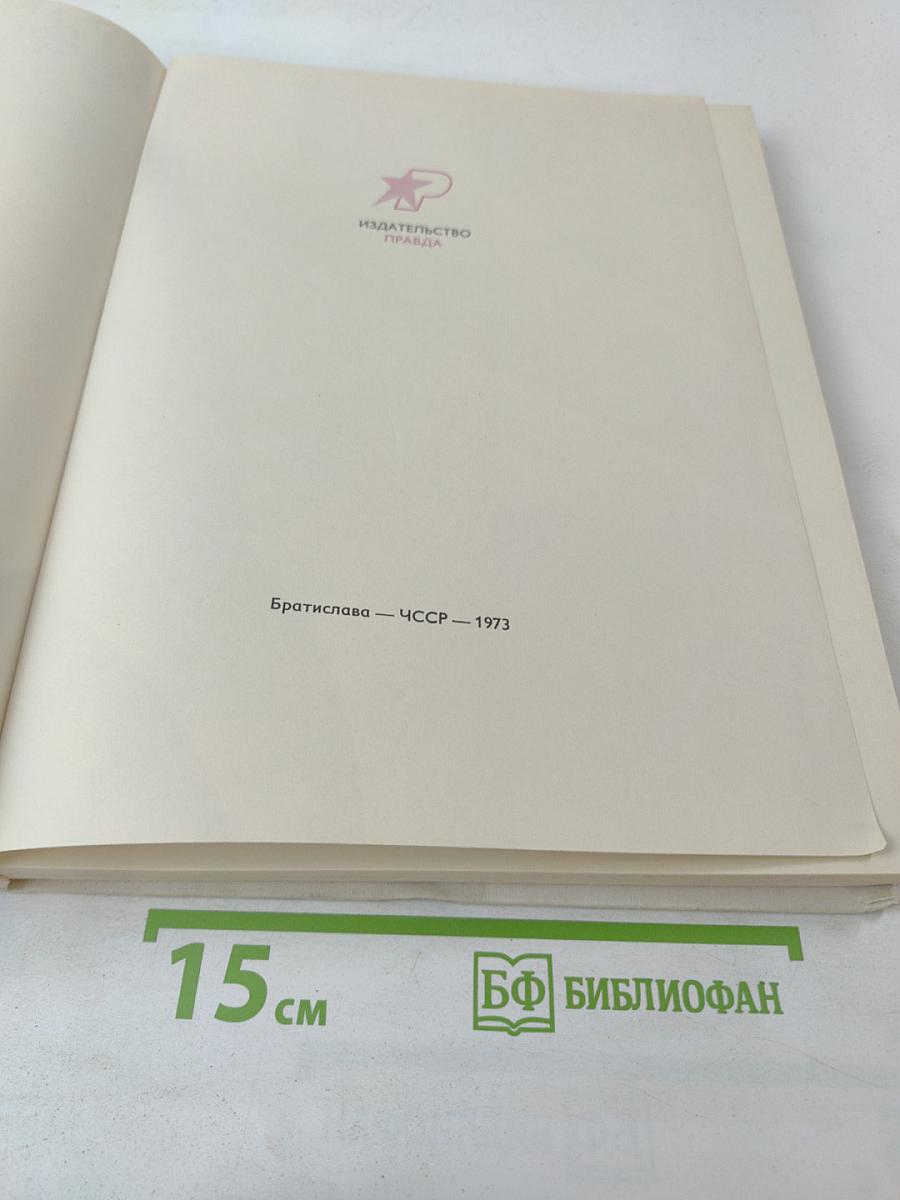 ИЗДАТЕЛЬСТВО
ПРАВДА
Братислава — ЧССР — 1973
15 см
БФ БИБЛИОФАН